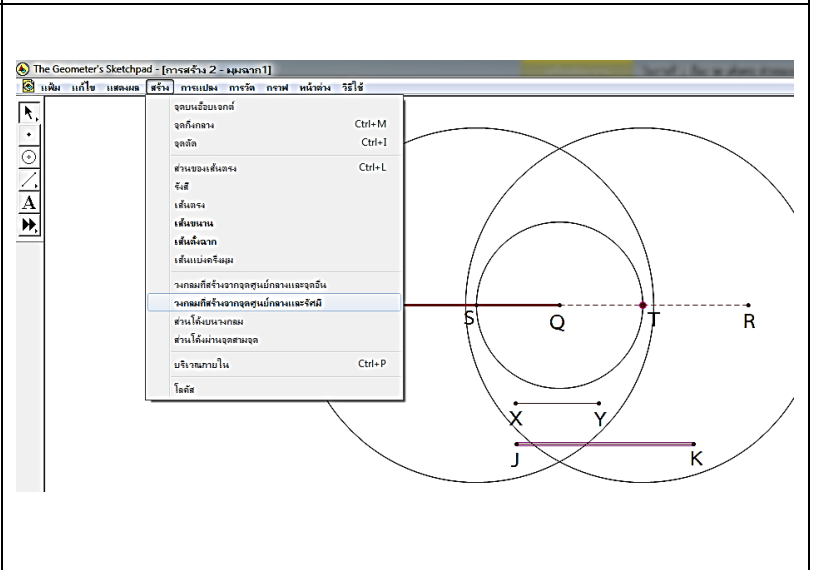 The Geometer's Sketchpad - [การสร้าง 2 - มุมฉาก1]
แฟ้ม แก้ไข แสดงผล สร้าง การแปลง การวัด กราฟ หน้าต่าง วิธีใช้
จุดบนอ็อบเจกต์
จุดกึ่งกลาง Ctrl+M
จุดตัด Ctrl+I
ส่วนของเส้นตรง Ctrl+L
รังสี
เส้นตรง
เส้นขนาน
เส้นตั้งฉาก
เส้นแบ่งครึ่งมุม
วงกลมที่สร้างจากจุดศูนย์กลางและจุดอื่น
วงกลมที่สร้างจากจุดศูนย์กลางและรัศมี
ส่วนโค้งบนวงกลม
ส่วนโค้งผ่านจุดสามจุด
บริเวณภายใน Ctrl+P
โลคัส
A
S Q T R
X Y
J K